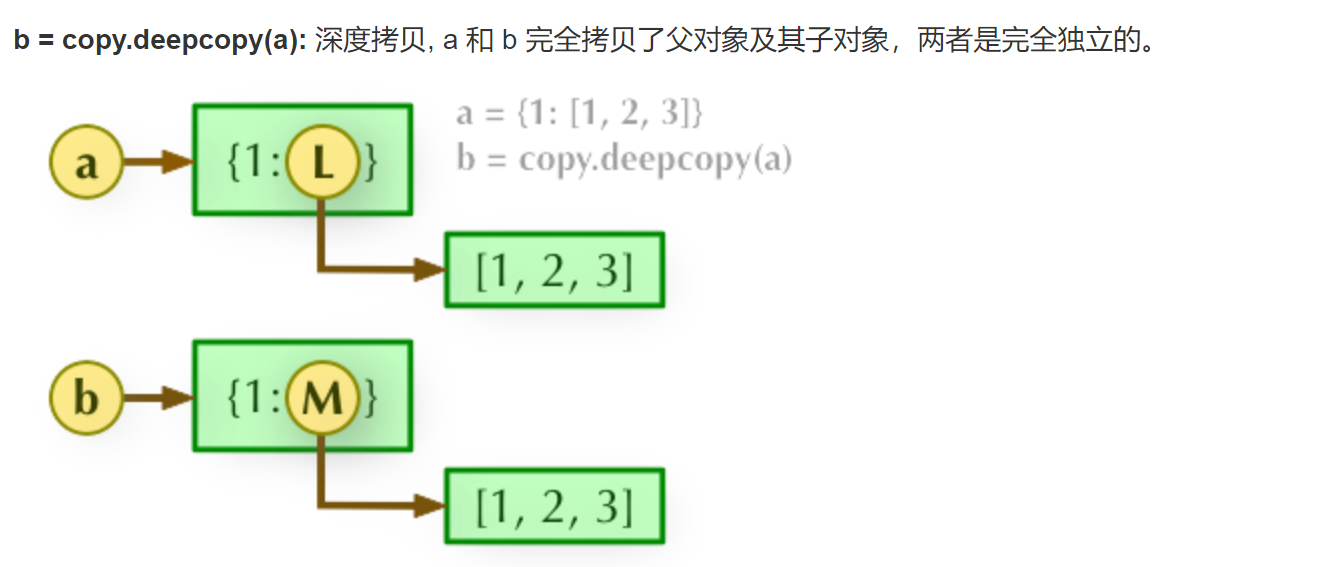 b = copy.deepcopy(a): 深度拷贝, a 和 b 完全拷贝了父对象及其子对象，两者是完全独立的。
a = {1: [1, 2, 3]}
b = copy.deepcopy(a)
a
{1: L }
[1, 2, 3]
b
{1: M }
[1, 2, 3]